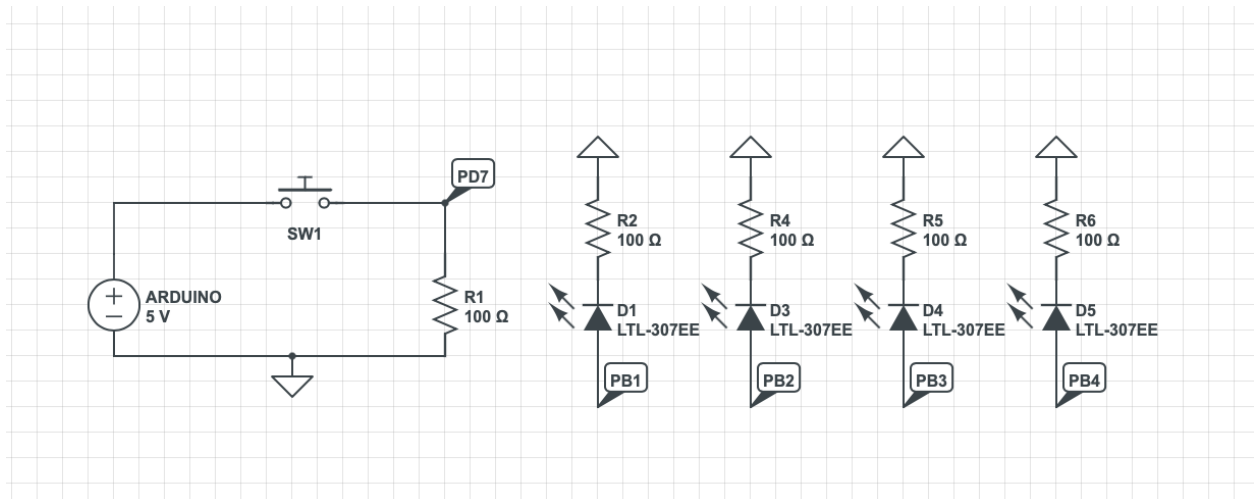 PD7
SW1
ARDUINO
5 V
+
−
R1
100 Ω
R2
100 Ω
D1
LTL-307EE
PB1
R4
100 Ω
D3
LTL-307EE
PB2
R5
100 Ω
D4
LTL-307EE
PB3
R6
100 Ω
D5
LTL-307EE
PB4